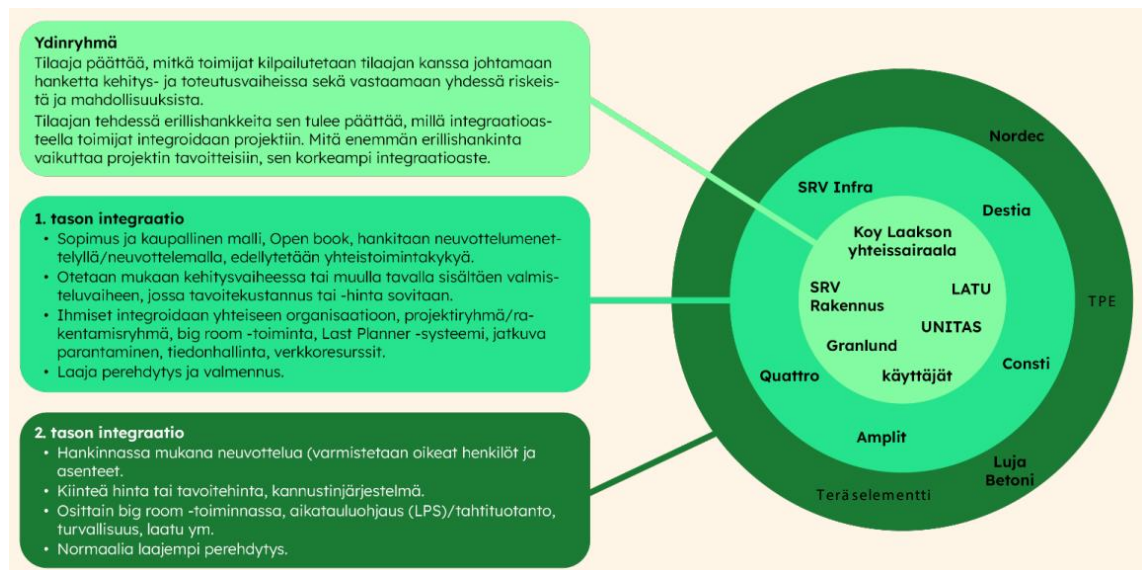 Ydinryhmä
Tilaaja päättää, mitkä toimijat kilpailutetaan tilaajan kanssa johtamaan
hanketta kehitys- ja toteutusvaiheissa sekä vastaamaan yhdessä riskeis-
tä ja mahdollisuuksista.
Tilaajan tehdessä erillishankkeita sen tulee päättää, millä integraatioas-
teella toimijat integroidaan projektiin. Mitä enemmän erillishankinta
vaikuttaa projektin tavoitteisiin, sen korkeampi integraatioaste.
1. tason integraatio
• Sopimus ja kaupallinen malli, Open book, hankitaan neuvottelumenet-
telyllä/neuvottelemalla, edellytetään yhteistoimintakykyä.
• Otetaan mukaan kehitysvaiheessa tai muulla tavalla sisältäen valmis-
teluvaiheen, jossa tavoitekustannus tai -hinta sovitaan.
• Ihmiset integroidaan yhteiseen organisaatioon, projektiryhmä/ra-
kentamisryhmä, big room -toiminta, Last Planner -systeemi, jatkuva
parantaminen, tiedonhallinta, verkkoresurssit.
• Laaja perehdytys ja valmennus.
2. tason integraatio
• Hankinnassa mukana neuvottelua (varmistetaan oikeat henkilöt ja
asenteet.
• Kiinteä hinta tai tavoitehinta, kannustinjärjestelmä.
• Osittain big room -toiminnassa, aikatauluohjaus (LPS)/tahtituotanto,
turvallisuus, laatu ym.
• Normaalia laajempi perehdytys.
Nordec
SRV Infra
Destia
Koy Laakson
yhteissairaala
SRV
Rakennus
LATU
TPE
UNITAS
Granlund
Consti
Quattro
käyttäjät
Amplit
Luja
Betoni
Teräselementti